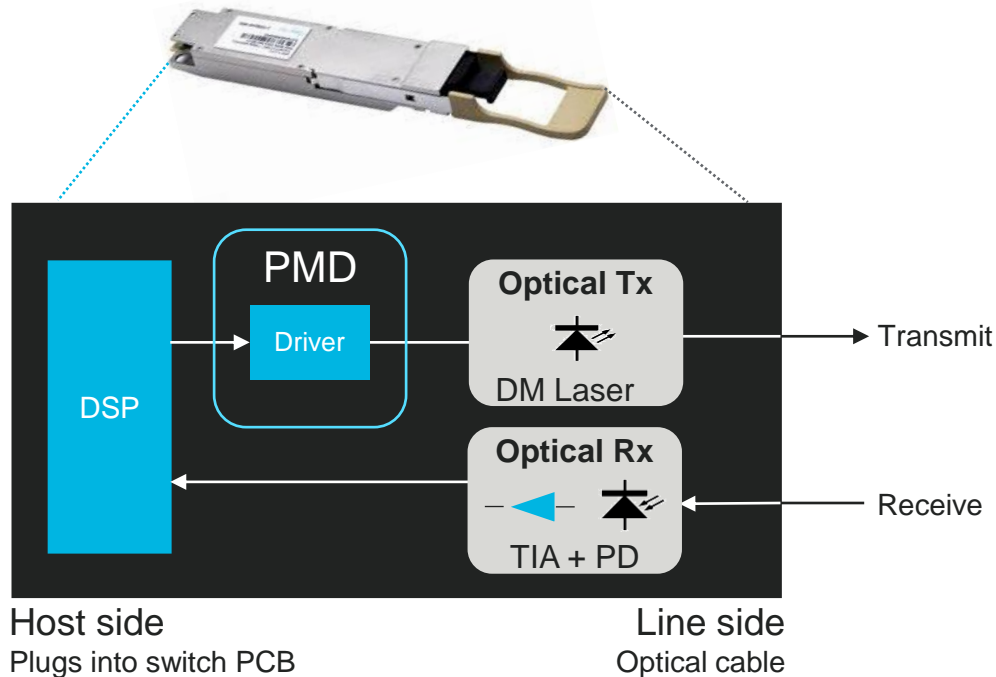 PMD
Driver
DSP
Optical Tx
DM Laser
Transmit
Optical Rx
TIA + PD
Receive
Host side
Plugs into switch PCB
Line side
Optical cable